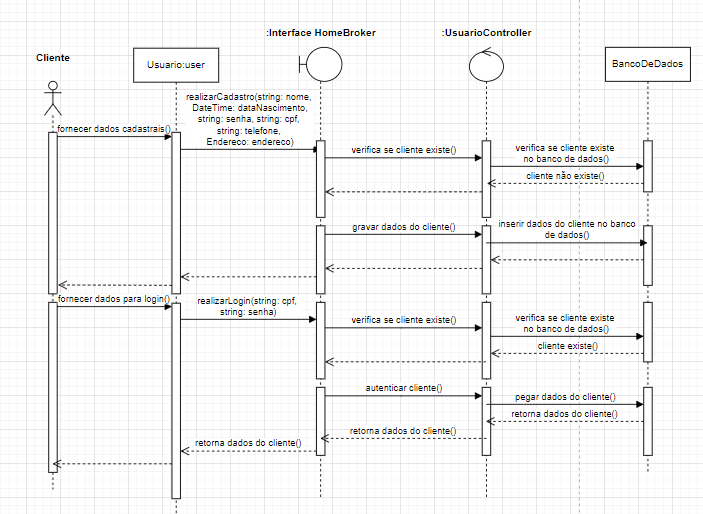 :Interface HomeBroker
:UsuarioController
Cliente
Usuario:user
BancoDeDados
realizarCadastro(string: nome,
DateTime: dataNascimento,
string: senha, string: cpf,
string: telefone,
Endereco: endereco)
fornecer dados cadastrais()
verifica se cliente existe()
verifica se cliente existe
no banco de dados()
cliente não existe()
gravar dados do cliente()
inserir dados do cliente no banco
de dados()
fornecer dados para login()
realizarLogin(string: cpf,
string: senha)
verifica se cliente existe()
verifica se cliente existe
no banco de dados()
cliente existe()
autenticar cliente()
pegar dados do cliente()
retorna dados do cliente()
retorna dados do cliente()
retorna dados do cliente()